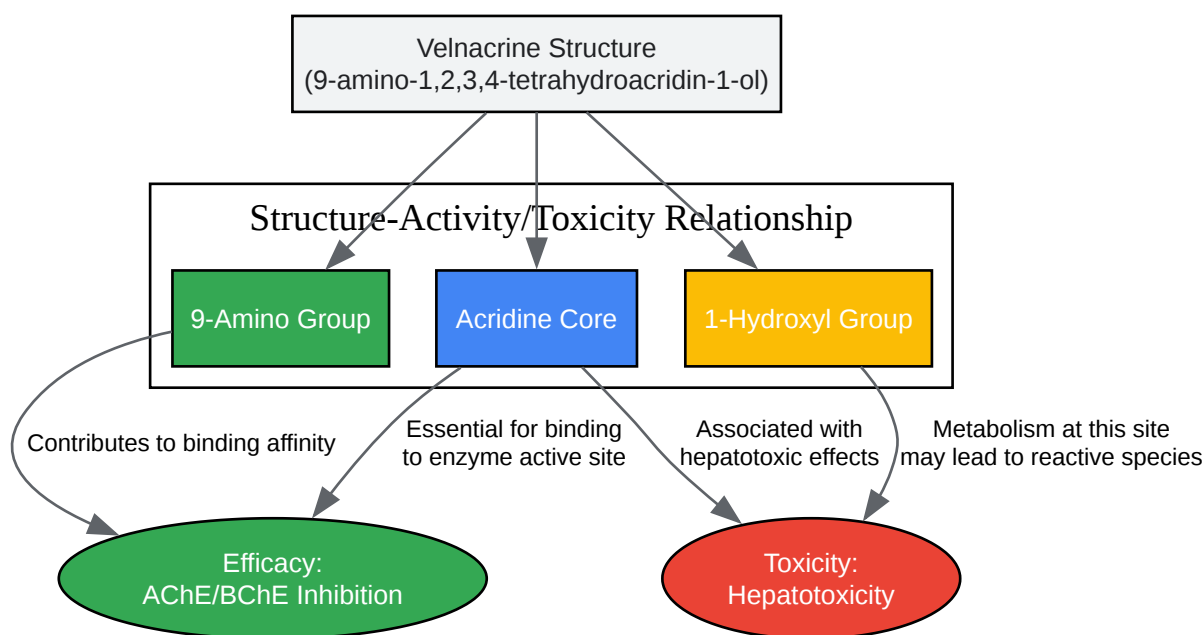 Velnacrine Structure
(9-amino-1,2,3,4-tetrahydroacridin-1-ol)
Structure-Activity/Toxicity Relationship
9-Amino Group
Acridine Core
1-Hydroxyl Group
Contributes to binding affinity
Essential for binding
to enzyme active site
Associated with
hepatotoxic effects
Metabolism at this site
may lead to reactive species
Efficacy:
AChE/BChE Inhibition
Toxicity:
Hepatotoxicity